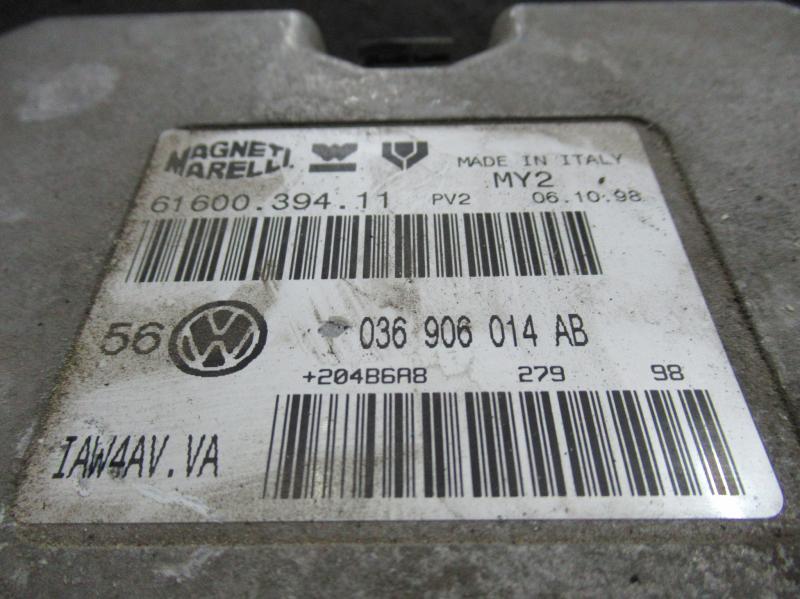 MAGNETI MARELLI W MADE IN ITALY
MY2
61600.394.11 PV2 06.10.98
56 VW 036 906 014 AB
+204B6A8 279 98
IAW4AV.VA